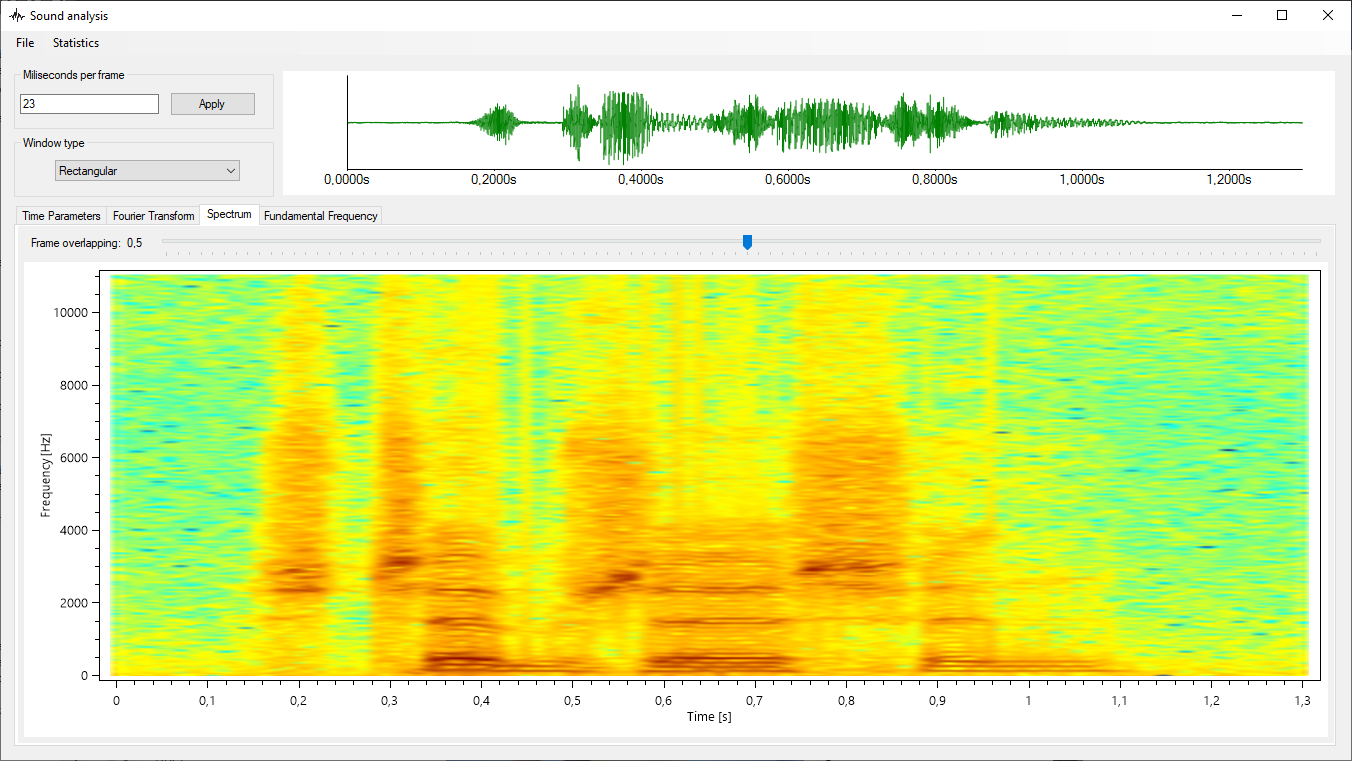 Sound analysis
File Statistics
Miliseconds per frame
23 Apply
Window type
Rectangular
0,0000s 0,2000s 0,4000s 0,6000s 0,8000s 1,0000s 1,2000s
Time Parameters Fourier Transform Spectrum Fundamental Frequency
Frame overlapping: 0,5
10000
8000
6000
4000
2000
0
Frequency [Hz]
0 0,1 0,2 0,3 0,4 0,5 0,6 0,7 0,8 0,9 1 1,1 1,2 1,3
Time [s]